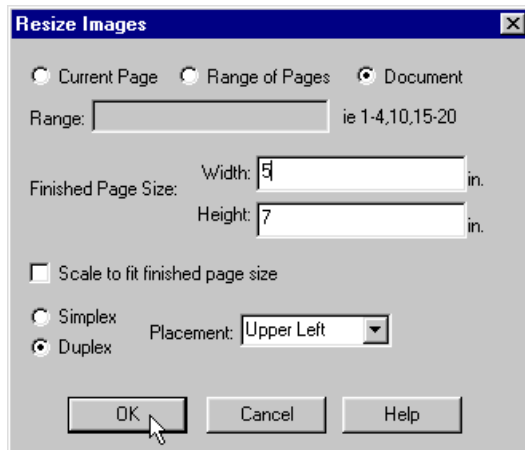 Resize Images
Current Page Range of Pages Document
Range: ie 1-4,10,15-20
Width: 5 in.
Finished Page Size:
Height: 7 in.
Scale to fit finished page size
Simplex
Placement: Upper Left
Duplex
OK Cancel Help